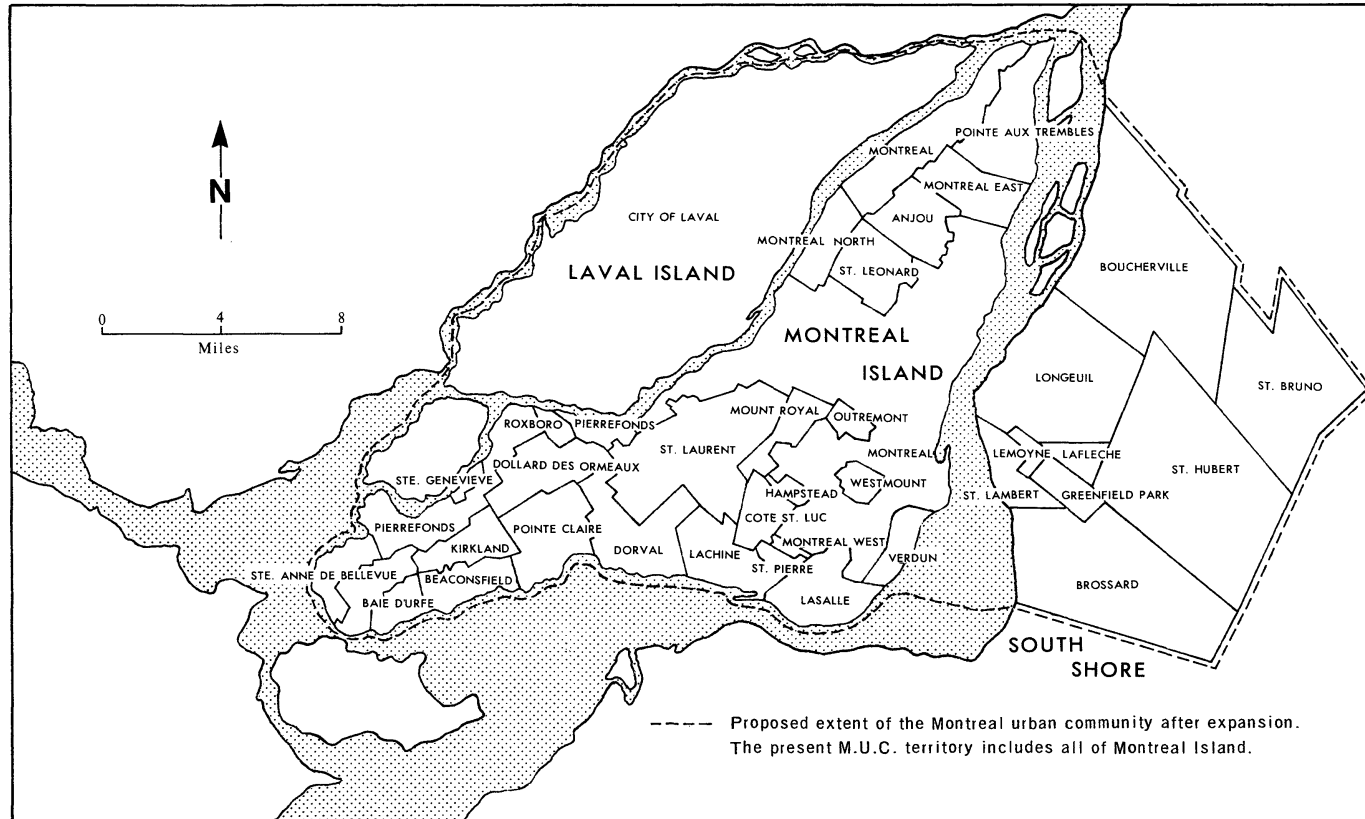 POINTE AUX TREMBLES
MONTREAL
N
MONTREAL EAST
CITY OF LAVAL
ANJOU
MONTREAL NORTH
LAVAL ISLAND
ST. LEONARD
BOUCHERVILLE
0 4 8
Miles
MONTREAL
ISLAND
LONGEUIL
ST. BRUNO
MOUNT ROYAL
OUTREMONT
ROXBORO
PIERREFONDS
ST. LAURENT
MONTREAL
LEMOYNE
LAFLECHE
DOLLARD DES ORMEAUX
ST. HUBERT
STE. GENEVIEVE
WESTMOUNT
HAMPSTEAD
ST. LAMBERT
GREENFIELD PARK
COTE ST. LUC
PIERREFONDS
POINTE CLAIRE
MONTREAL WEST
KIRKLAND
DORVAL
LACHINE
VERDUN
ST. PIERRE
STE. ANNE DE BELLEVUE
BEACONSFIELD
BROSSARD
BAIE D'URFE
LASALLE
SOUTH
SHORE
Proposed extent of the Montreal urban community after expansion.
The present M.U.C. territory includes all of Montreal Island.